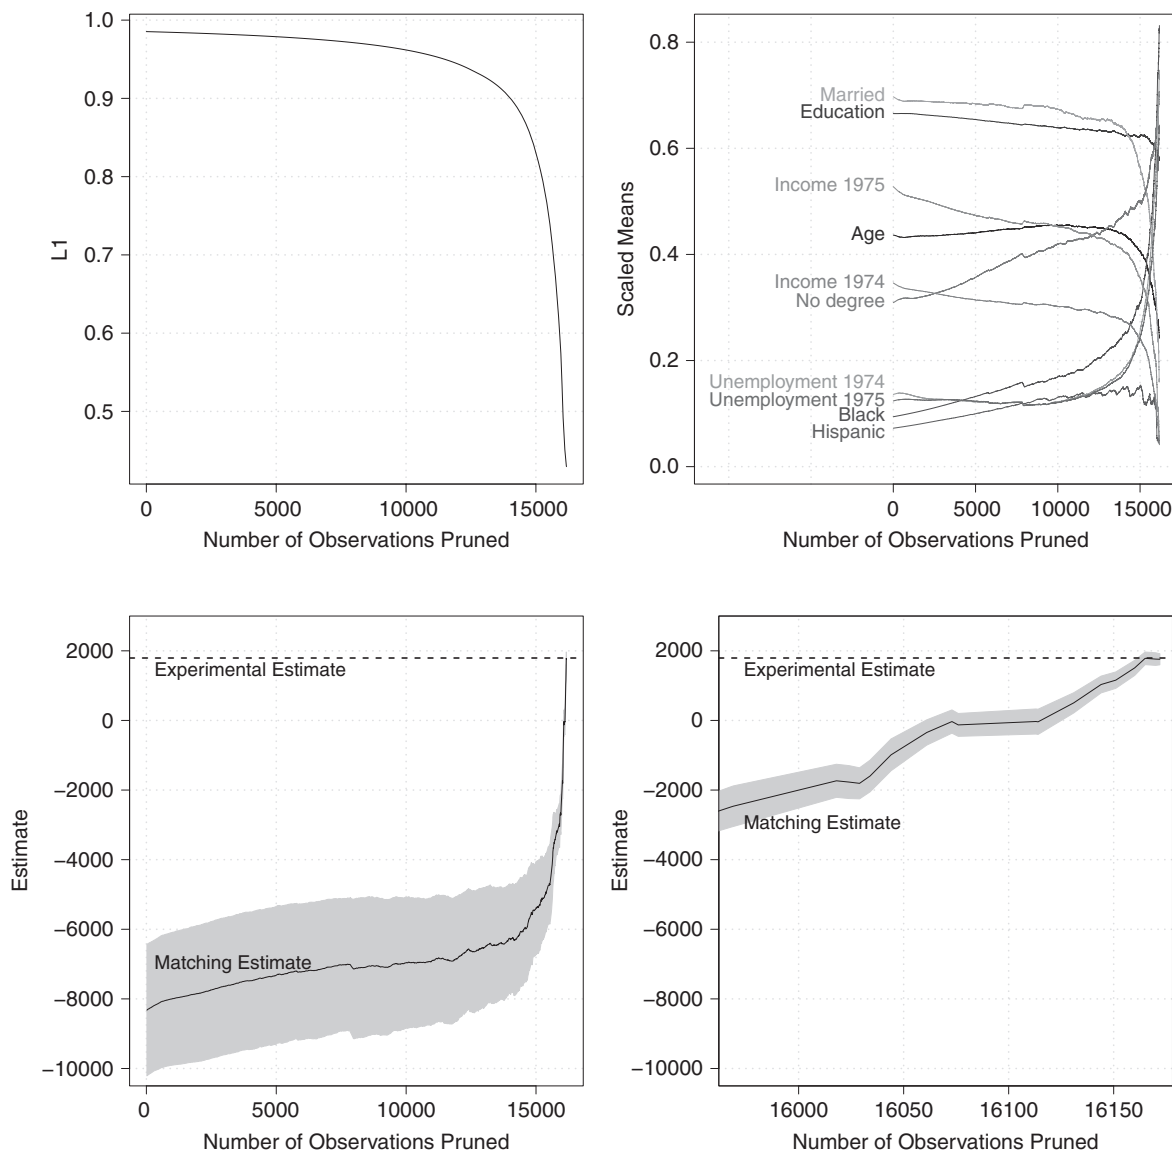 1.0
0.9
0.8
0.7
0.6
0.5
L1
0
5000
10000
15000
Number of Observations Pruned
0.8
0.6
0.4
0.2
0.0
Scaled Means
Married
Education
Income 1975
Age
Income 1974
No degree
Unemployment 1974
Unemployment 1975
Black
Hispanic
0
5000
10000
15000
Number of Observations Pruned
2000
0
−2000
−4000
−6000
−8000
−10000
Estimate
Experimental Estimate
Matching Estimate
0
5000
10000
15000
Number of Observations Pruned
2000
0
−2000
−4000
−6000
−8000
−10000
Estimate
Experimental Estimate
Matching Estimate
16000
16050
16100
16150
Number of Observations Pruned